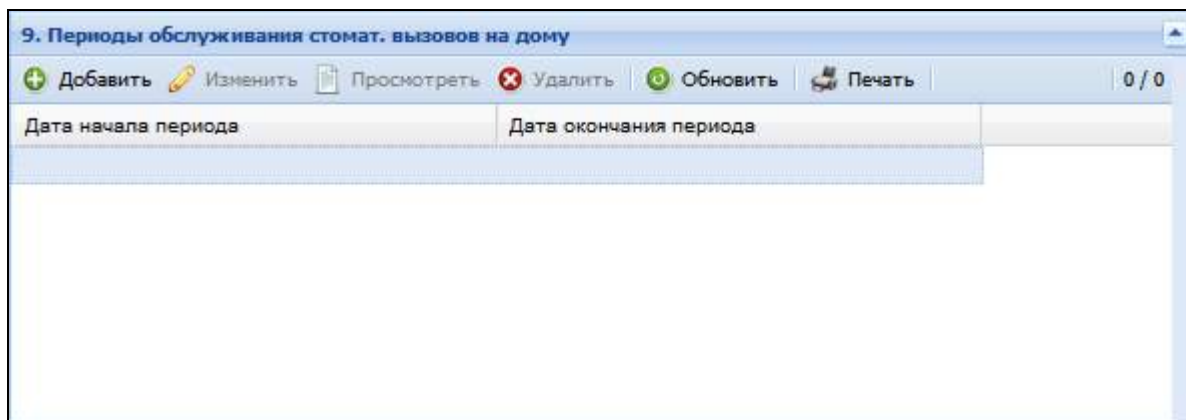 9. Периоды обслуживания стомат. вызовов на дому
Добавить Изменить Просмотреть Удалить Обновить Печать 0 / 0
Дата начала периода Дата окончания периода